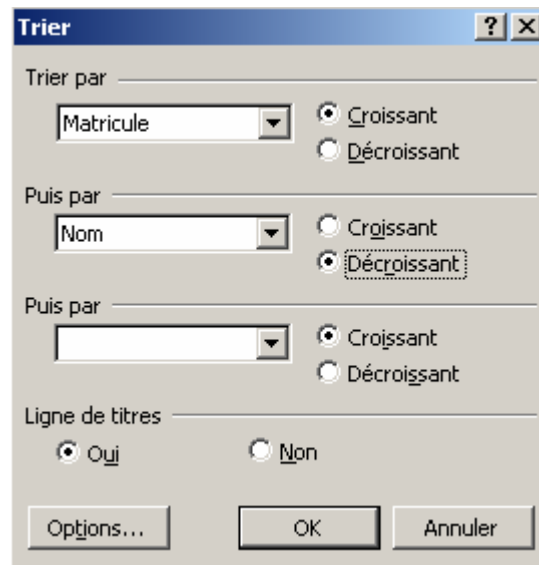 Trier
Trier par
Matricule
Croissant
Décroissant
Puis par
Nom
Croissant
Décroissant
Puis par
Croissant
Décroissant
Ligne de titres
Oui Non
Options... OK Annuler